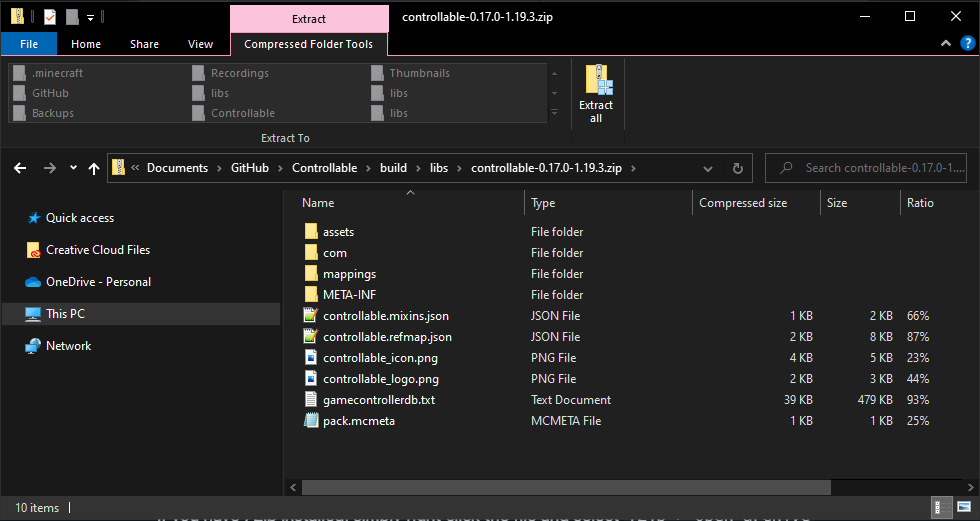 Extract controllable-0.17.0-1.19.3.zip
File Home Share View Compressed Folder Tools
.minecraft Recordings Thumbnails
GitHub libs libs
Backups Controllable libs
Extract all
Extract To
« Documents > GitHub > Controllable > build > libs > controllable-0.17.0-1.19.3.zip > Search controllable-0.17.0-1....
Name Type Compressed size Size Ratio
Quick access
Creative Cloud Files
OneDrive - Personal
This PC
Network
assets File folder
com File folder
mappings File folder
META-INF File folder
controllable.mixins.json JSON File 1 KB 2 KB 66%
controllable.refmap.json JSON File 2 KB 8 KB 87%
controllable_icon.png PNG File 4 KB 5 KB 23%
controllable_logo.png PNG File 2 KB 3 KB 44%
gamecontrollerdb.txt Text Document 39 KB 479 KB 93%
pack.mcmeta MCMETA File 1 KB 1 KB 25%
10 items